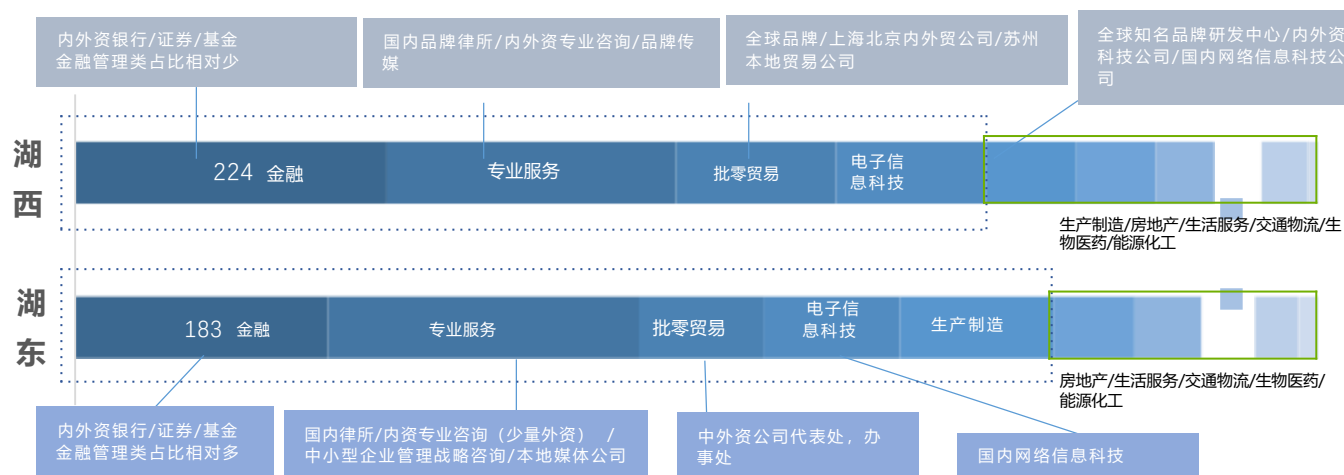 内外资银行/证券/基金
金融管理类占比相对少
国内品牌律所/内外资专业咨询/品牌传
媒
全球品牌/上海北京内外贸公司/苏州
本地贸易公司
全球知名品牌研发中心/内外资
科技公司/国内网络信息科技公
司
湖
西
224 金融
专业服务
批零贸易
电子信
息科技
生产制造/房地产/生活服务/交通物流/生
物医药/能源化工
湖
东
183 金融
专业服务
批零贸易
电子信
息科技
生产制造
房地产/生活服务/交通物流/生物医药/
能源化工
内外资银行/证券/基金
金融管理类占比相对多
国内律所/内资专业咨询（少量外资） /
中小型企业管理战略咨询/本地媒体公司
中外资公司代表处，办
事处
国内网络信息科技